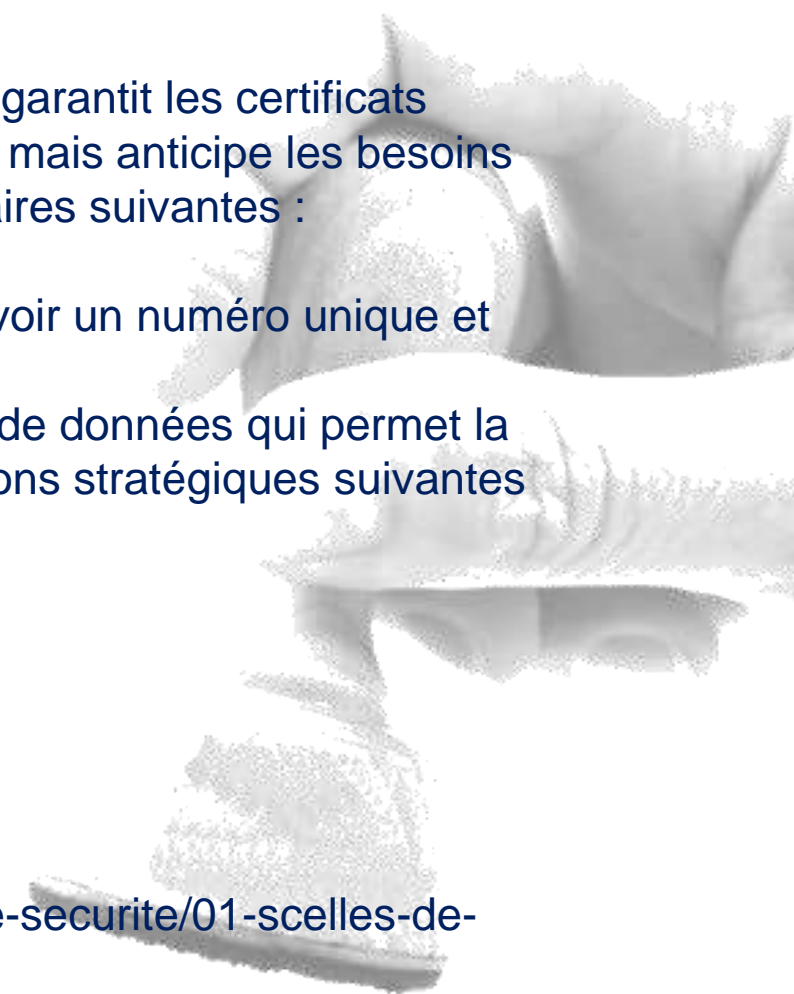 garantit les certificats
mais anticipe les besoins
aires suivantes :
voir un numéro unique et
de données qui permet la
ons stratégiques suivantes
e-securite/01-scelles-de-